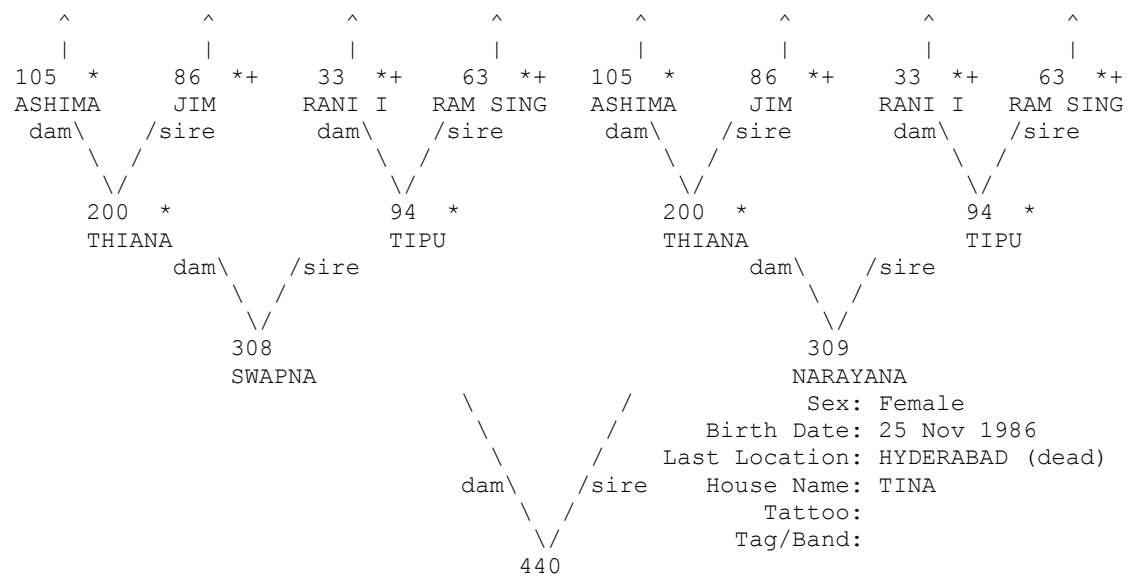 ^         ^         ^         ^         ^         ^         ^         ^
   |         |         |         |         |         |         |         |
105  *    86  *+    33  *+    63  *+  105  *    86  *+    33  *+    63  *+
ASHIMA     JIM      RANI I  RAM SING   ASHIMA     JIM      RANI I  RAM SING
 dam\     /sire      dam\     /sire     dam\     /sire      dam\     /sire
     \   /               \   /              \   /               \   /
      \/                  \/                 \/                  \/
     200  *               94  *             200  *               94  *
     THIANA               TIPU              THIANA               TIPU
           dam\    /sire                          dam\    /sire
               \  /                                   \  /
                \/                                     \/
               308                                     309
               SWAPNA                                 NARAYANA
                               \          /            Sex: Female
                                \        /      Birth Date: 25 Nov 1986
                                 \      /    Last Location: HYDERABAD (dead)
                               dam\    /sire    House Name: TINA
                                   \  /             Tattoo:
                                    \/            Tag/Band:
                                   440